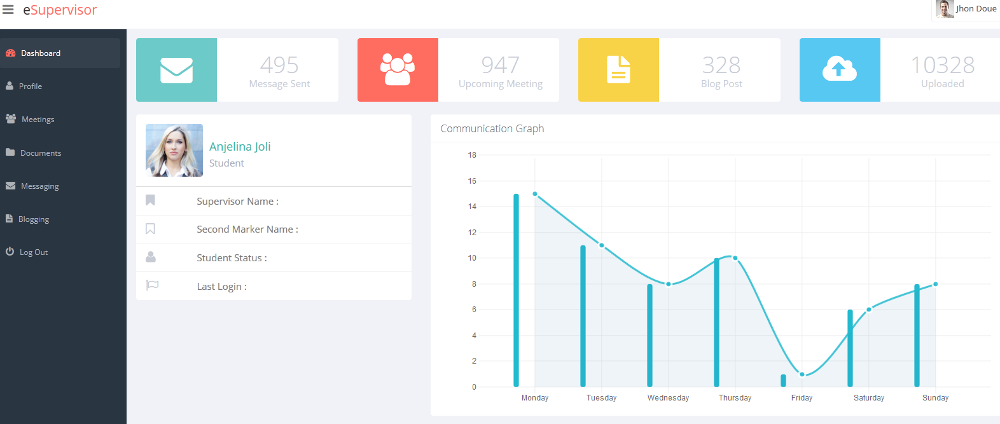 eSupervisor
Jhon Doue
Dashboard
Profile
Meetings
Documents
Messaging
Blogging
Log Out
495
Message Sent
947
Upcoming Meeting
328
Blog Post
10328
Uploaded
Anjelina Joli
Student
Supervisor Name :
Second Marker Name :
Student Status :
Last Login :
Communication Graph
18
16
14
12
10
8
6
4
2
0
Monday Tuesday Wednesday Thursday Friday Saturday Sunday